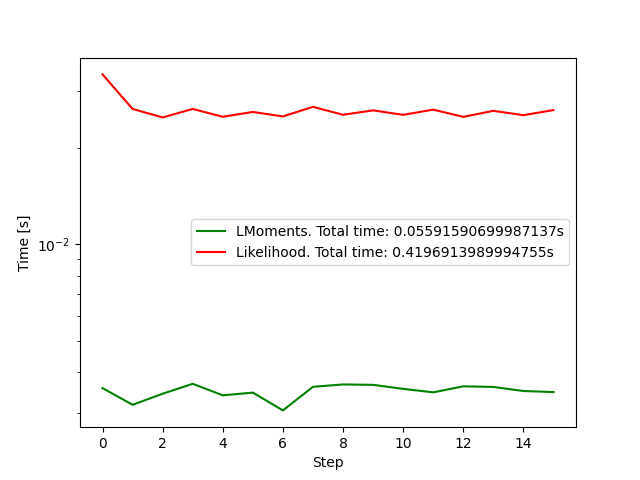 Time [s]
10⁻²
LMoments. Total time: 0.05591590699987137s
Likelihood. Total time: 0.4196913989994755s
0 2 4 6 8 10 12 14
Step